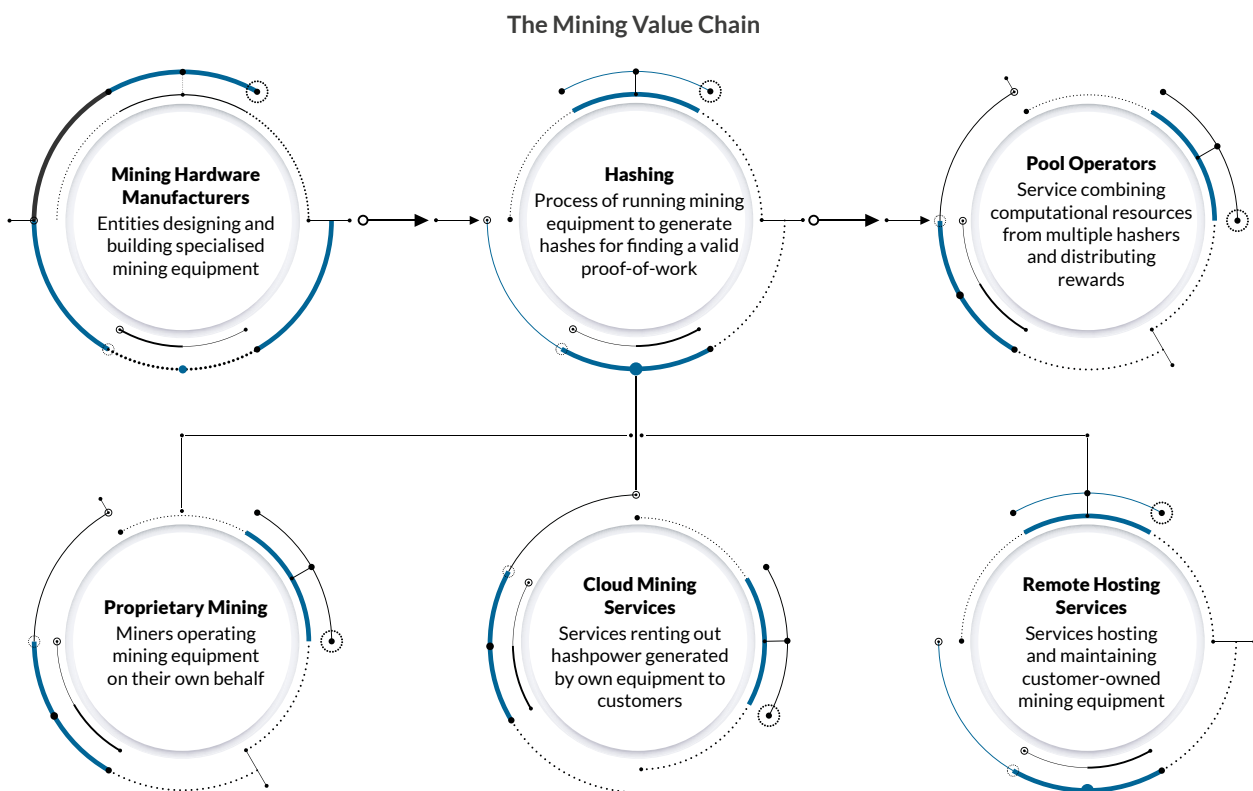 The Mining Value Chain
Mining Hardware
Manufacturers
Entities designing and
building specialised
mining equipment
Hashing
Process of running mining
equipment to generate
hashes for finding a valid
proof-of-work
Pool Operators
Service combining
computational resources
from multiple hashers
and distributing
rewards
Proprietary Mining
Miners operating
mining equipment
on their own behalf
Cloud Mining
Services
Services renting out
hashpower generated
by own equipment to
customers
Remote Hosting
Services
Services hosting
and maintaining
customer-owned
mining equipment